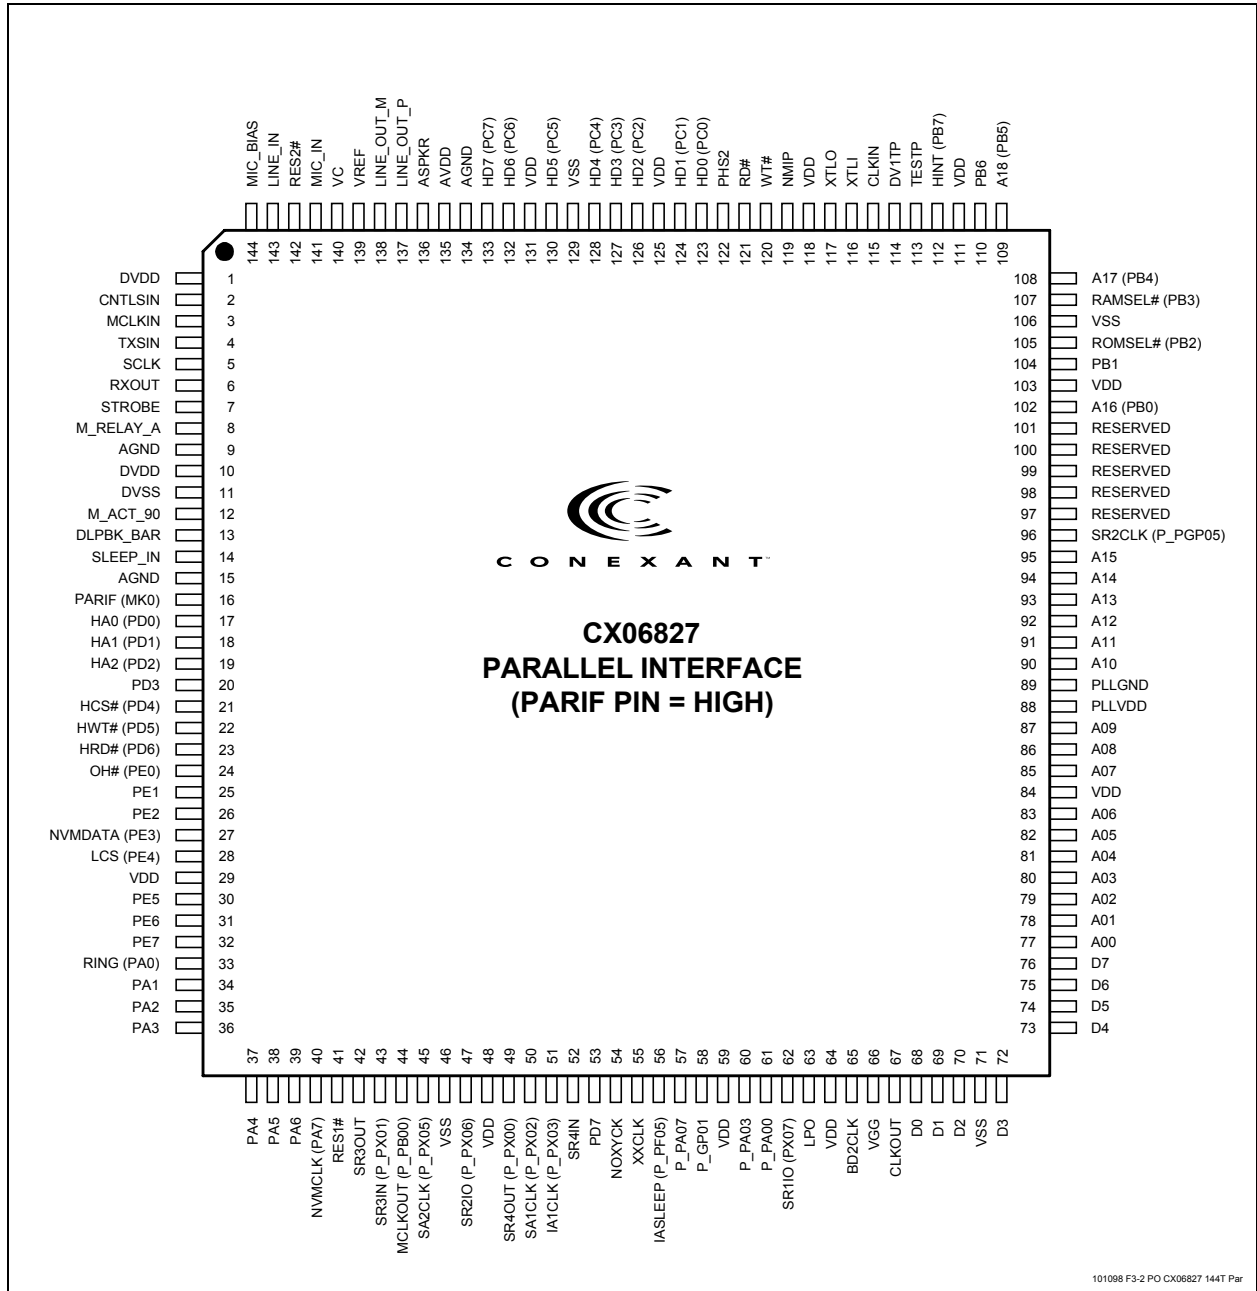 MIC_BIAS
LINE_IN
RES2#
MIC_IN
VC
VREF
LINE_OUT_M
LINE_OUT_P
ASPKR
AVDD
AGND
HD7 (PC7)
HD6 (PC6)
VDD
HD5 (PC5)
VSS
HD4 (PC4)
HD3 (PC3)
HD2 (PC2)
VDD
HD1 (PC1)
HD0 (PC0)
PHS2
RD#
WT#
NMIP
VDD
XTLO
XTLI
CLKIN
DV1TP
TESTP
HINT (PB7)
VDD
PB6
A18 (PB5)
144
143
142
141
140
139
138
137
136
135
134
133
132
131
130
129
128
127
126
125
124
123
122
121
120
119
118
117
116
115
114
113
112
111
110
109
DVDD 1
CNTLSIN 2
MCLKIN 3
TXSIN 4
SCLK 5
RXOUT 6
STROBE 7
M_RELAY_A 8
AGND 9
DVDD 10
DVSS 11
M_ACT_90 12
DLPBK_BAR 13
SLEEP_IN 14
AGND 15
PARIF (MK0) 16
HA0 (PD0) 17
HA1 (PD1) 18
HA2 (PD2) 19
PD3 20
HCS# (PD4) 21
HWT# (PD5) 22
HRD# (PD6) 23
OH# (PE0) 24
PE1 25
PE2 26
NVMDATA (PE3) 27
LCS (PE4) 28
VDD 29
PE5 30
PE6 31
PE7 32
RING (PA0) 33
PA1 34
PA2 35
PA3 36
CONEXANT™
CX06827
PARALLEL INTERFACE
(PARIF PIN = HIGH)
108 A17 (PB4)
107 RAMSEL# (PB3)
106 VSS
105 ROMSEL# (PB2)
104 PB1
103 VDD
102 A16 (PB0)
101 RESERVED
100 RESERVED
99 RESERVED
98 RESERVED
97 RESERVED
96 SR2CLK (P_PGP05)
95 A15
94 A14
93 A13
92 A12
91 A11
90 A10
89 PLLGND
88 PLLVDD
87 A09
86 A08
85 A07
84 VDD
83 A06
82 A05
81 A04
80 A03
79 A02
78 A01
77 A00
76 D7
75 D6
74 D5
73 D4
37
38
39
40
41
42
43
44
45
46
47
48
49
50
51
52
53
54
55
56
57
58
59
60
61
62
63
64
65
66
67
68
69
70
71
72
PA4
PA5
PA6
NVMCLK (PA7)
RES1#
SR3OUT
SR3IN (P_PX01)
MCLKOUT (P_PB00)
SA2CLK (P_PX05)
VSS
SR2IO (P_PX06)
VDD
SR4OUT (P_PX00)
SA1CLK (P_PX02)
IA1CLK (P_PX03)
SR4IN
PD7
NOXYCK
XXCLK
IASLEEP (P_PF05)
P_PA07
P_GP01
VDD
P_PA03
P_PA00
SR1IO (PX07)
LPO
VDD
BD2CLK
VGG
CLKOUT
D0
D1
D2
VSS
D3
101098 F3-2 PO CX06827 144T Par